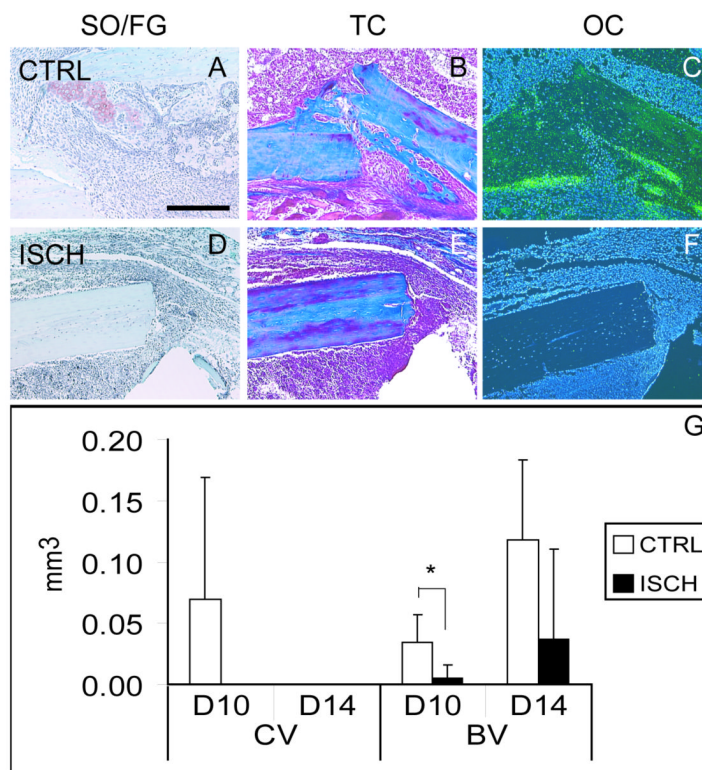 SO/FG TC OC
CTRL A B C
ISCH D E F
G
0.20
0.15
0.10
0.05
0.00
mm3
*
CTRL
ISCH
D10 D14 D10 D14
CV BV